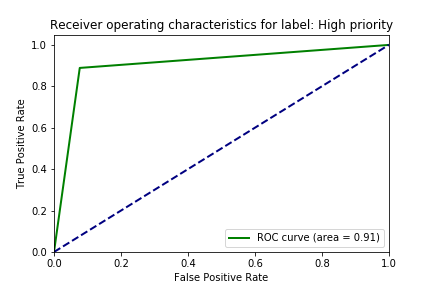 Receiver operating characteristics for label: High priority
1.0
0.8
0.6
0.4
0.2
0.0
True Positive Rate
ROC curve (area = 0.91)
0.0 0.2 0.4 0.6 0.8 1.0
False Positive Rate